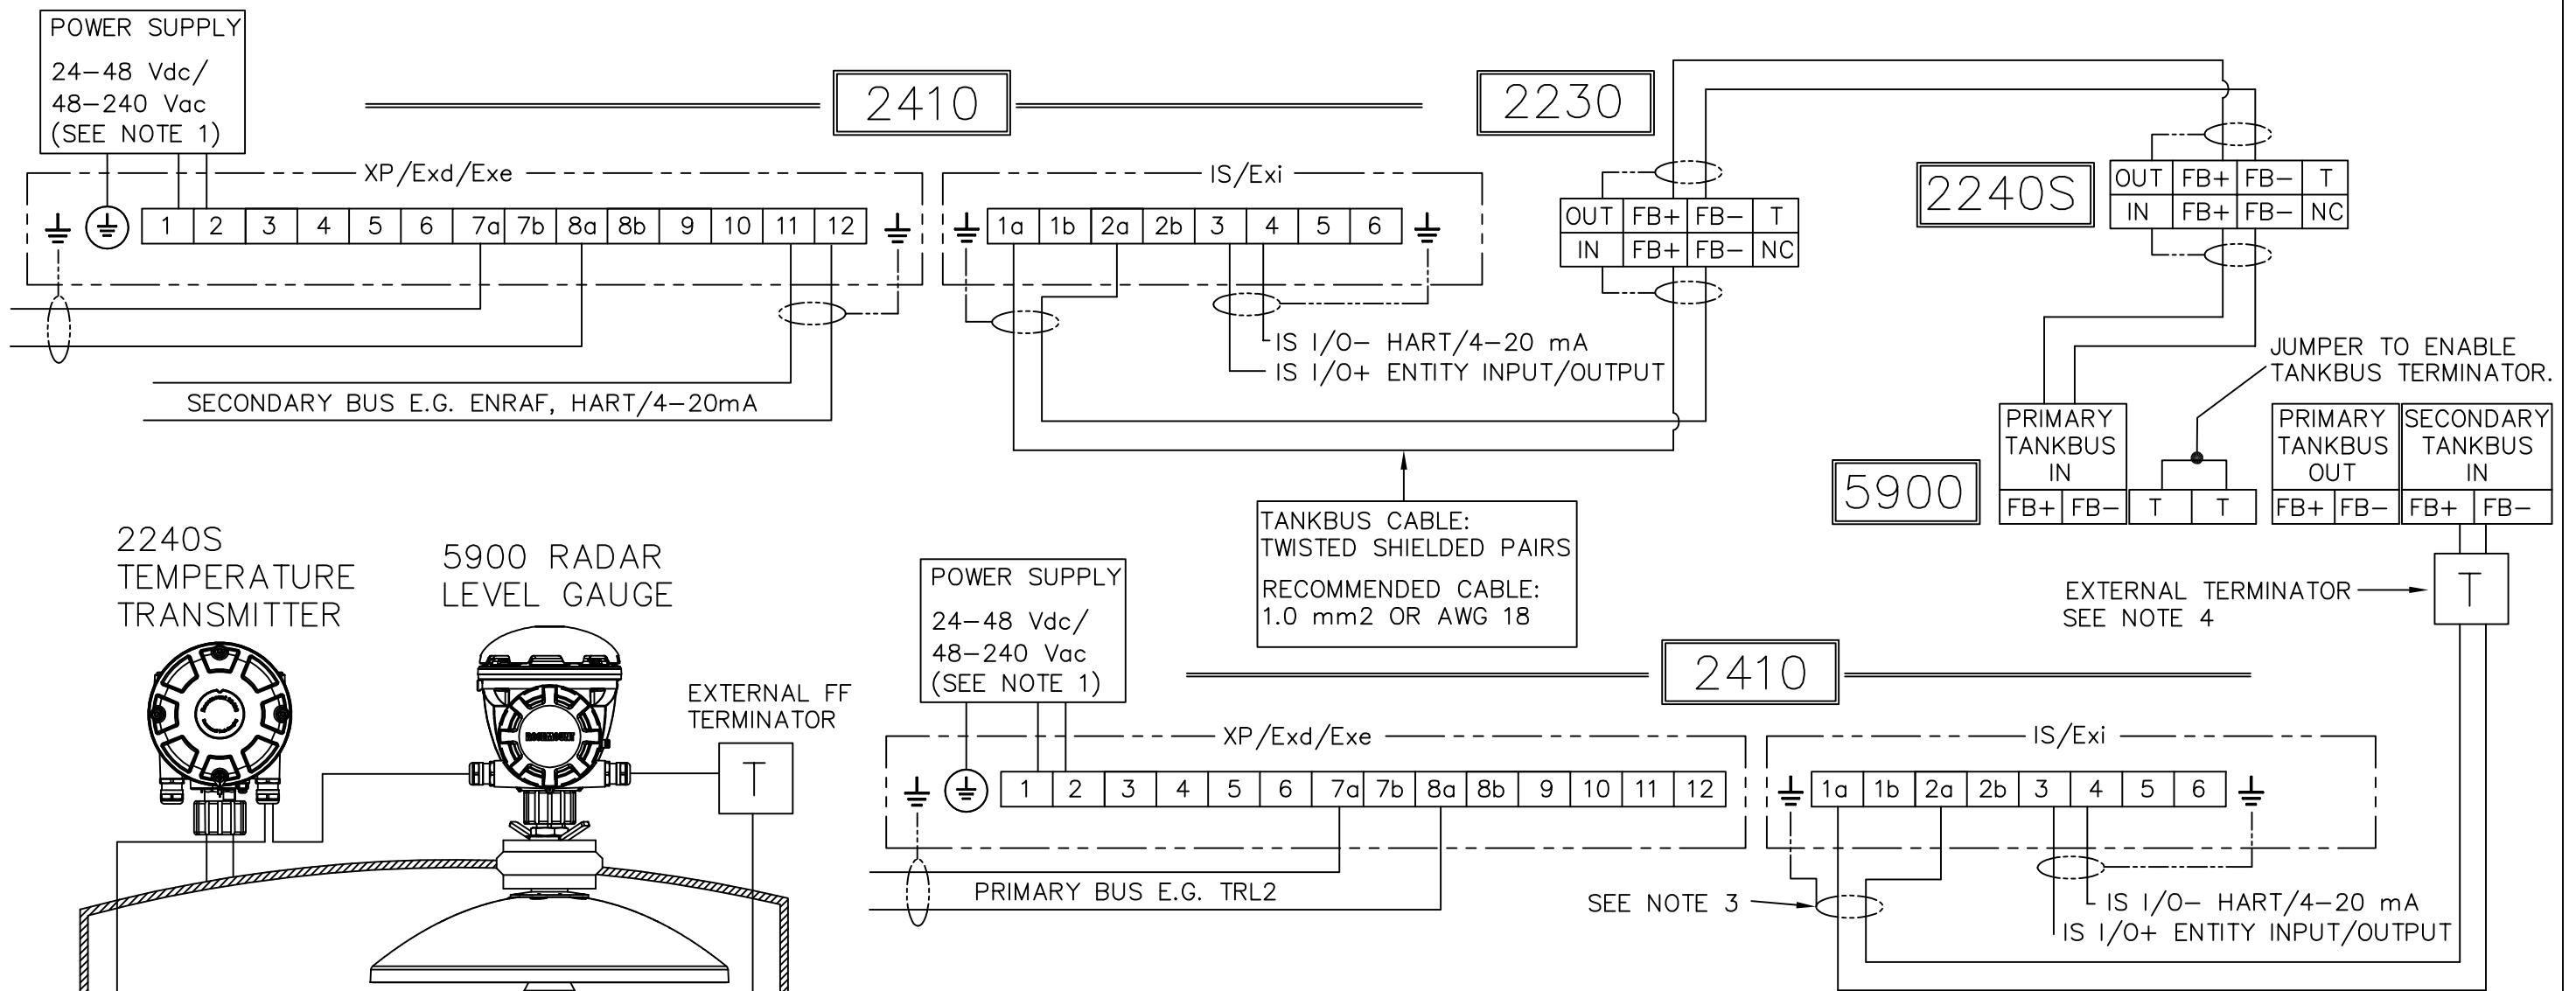 POWER SUPPLY
24–48 Vdc/
48–240 Vac
(SEE NOTE 1)
2410
XP/Exd/Exe
1 2 3 4 5 6 7a 7b 8a 8b 9 10 11 12
SECONDARY BUS E.G. ENRAF, HART/4–20mA
IS/Exi
1a 1b 2a 2b 3 4 5 6
IS I/O– HART/4–20 mA
IS I/O+ ENTITY INPUT/OUTPUT
2230
OUT FB+ FB– T
IN FB+ FB– NC
2240S
OUT FB+ FB– T
IN FB+ FB– NC
JUMPER TO ENABLE
TANKBUS TERMINATOR.
5900
PRIMARY
TANKBUS
IN
FB+ FB–
T T
PRIMARY
TANKBUS
OUT
FB+ FB–
SECONDARY
TANKBUS
IN
FB+ FB–
T
EXTERNAL TERMINATOR
SEE NOTE 4
TANKBUS CABLE:
TWISTED SHIELDED PAIRS
RECOMMENDED CABLE:
1.0 mm2 OR AWG 18
2240S
TEMPERATURE
TRANSMITTER
5900 RADAR
LEVEL GAUGE
ROSEMOUNT
EXTERNAL FF
TERMINATOR
T
POWER SUPPLY
24–48 Vdc/
48–240 Vac
(SEE NOTE 1)
2410
XP/Exd/Exe
1 2 3 4 5 6 7a 7b 8a 8b 9 10 11 12
PRIMARY BUS E.G. TRL2
IS/Exi
1a 1b 2a 2b 3 4 5 6
SEE NOTE 3
IS I/O– HART/4–20 mA
IS I/O+ ENTITY INPUT/OUTPUT